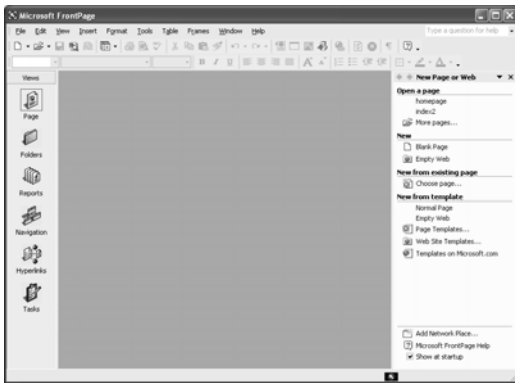 Microsoft FrontPage
File Edit View Insert Format Tools Table Frames Window Help
Type a question for help
B I U
Views
Page
Folders
Reports
Navigation
Hyperlinks
Tasks
New Page or Web
Open a page
homepage
index2
More pages...
New
Blank Page
Empty Web
New from existing page
Choose page...
New from template
Normal Page
Empty Web
Page Templates...
Web Site Templates...
Templates on Microsoft.com
Add Network Place...
Microsoft FrontPage Help
Show at startup